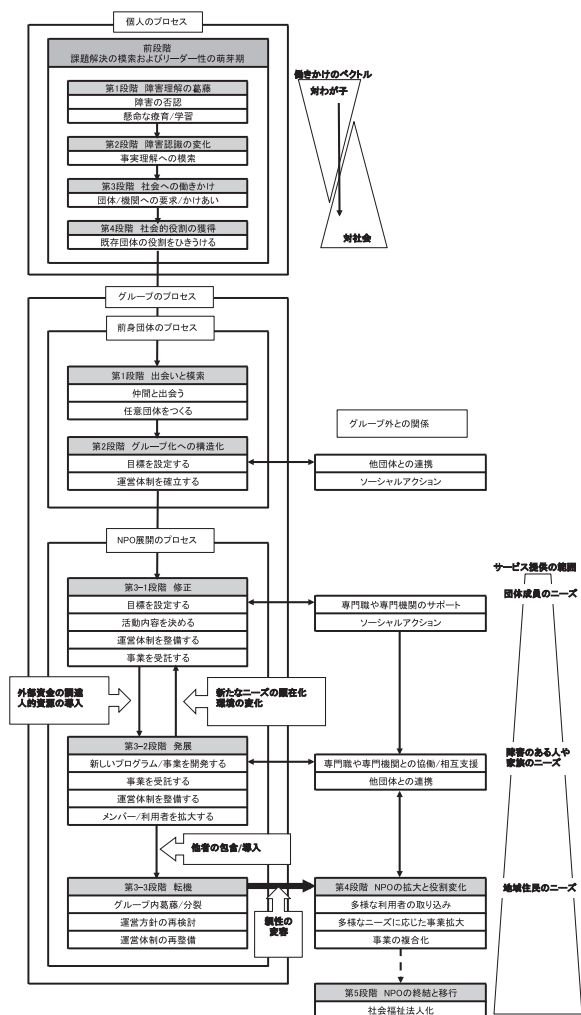 個人のプロセス
前段階
課題解決の模索およびリーダー性の萌芽期
第1段階 障害理解の葛藤
障害の否認
懸命な療育/学習
第2段階 障害認識の変化
事実理解への模索
第3段階 社会への働きかけ
団体/機関への要求/かけあい
第4段階 社会的役割の獲得
既存団体の役割をひきうける
働きかけのベクトル
対わが子
対社会
グループのプロセス
前身団体のプロセス
第1段階 出会いと模索
仲間と出会う
任意団体をつくる
第2段階 グループ化への構造化
目標を設定する
運営体制を確立する
グループ外との関係
他団体との連携
ソーシャルアクション
NPO展開のプロセス
第3-1段階 修正
目標を設定する
活動内容を決める
運営体制を整備する
事業を受託する
専門職や専門機関のサポート
ソーシャルアクション
サービス提供の範囲
団体成員のニーズ
外部資金の調達
人的資源の導入
新たなニーズの顕在化
環境の変化
第3-2段階 発展
新しいプログラム/事業を開発する
事業を受託する
運営体制を整備する
メンバー/利用者を拡大する
専門職や専門機関との協働/相互支援
他団体との連携
障害のある人や
家族のニーズ
他者の包含/導入
第3-3段階 転機
グループ内葛藤/分裂
運営方針の再検討
運営体制の再整備
親性の
変容
第4段階 NPOの拡大と役割変化
多様な利用者の取り込み
多様なニーズに応じた事業拡大
事業の複合化
地域住民のニーズ
第5段階 NPOの終結と移行
社会福祉法人化